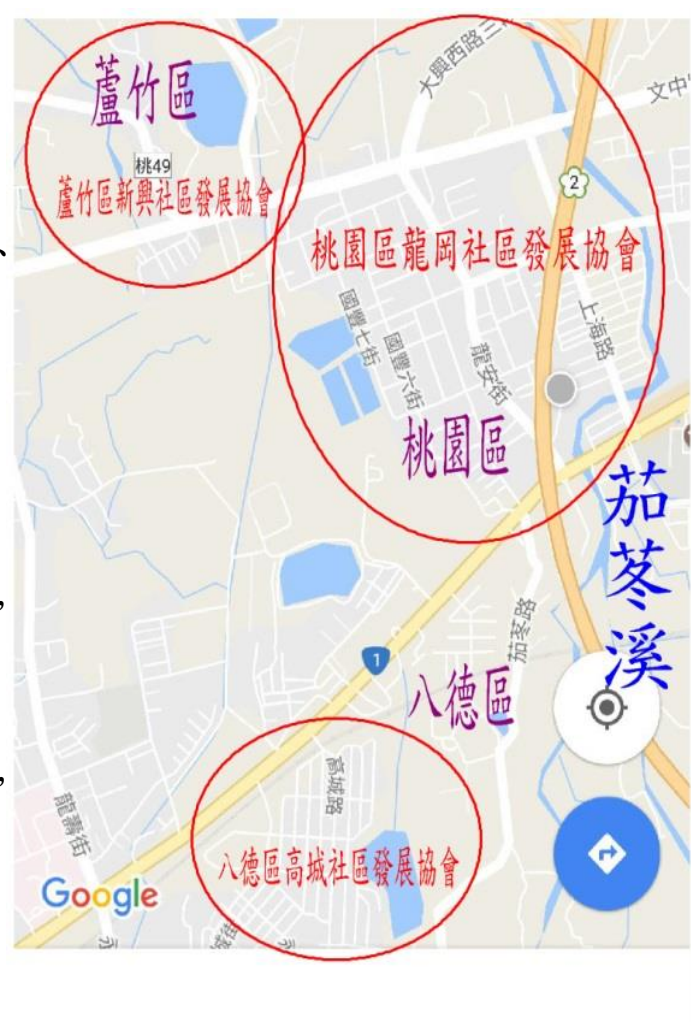 蘆竹區
大興西路三
文中
桃49
2
蘆竹區新興社區發展協會
桃園區龍岡社區發展協會
、
國豐七街
國豐六街
龍安街
上海路
桃園區
茄苳溪
，
茄苳路
1
八德區
，
高城路
龍壽街
八德區高城社區發展協會
Google
城街
永